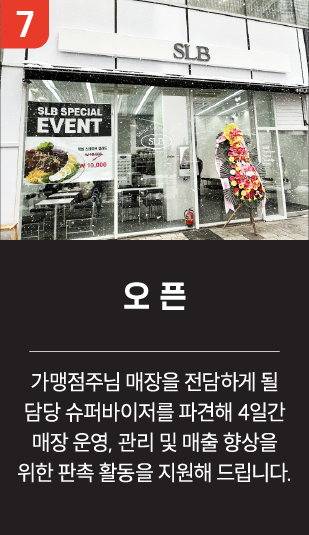 7
SLB
SLB SPECIAL
EVENT
₩ 10,000
SLB
오 픈
가맹점주님 매장을 전담하게 될
담당 슈퍼바이저를 파견해 4일간
매장 운영, 관리 및 매출 향상을
위한 판촉 활동을 지원해 드립니다.